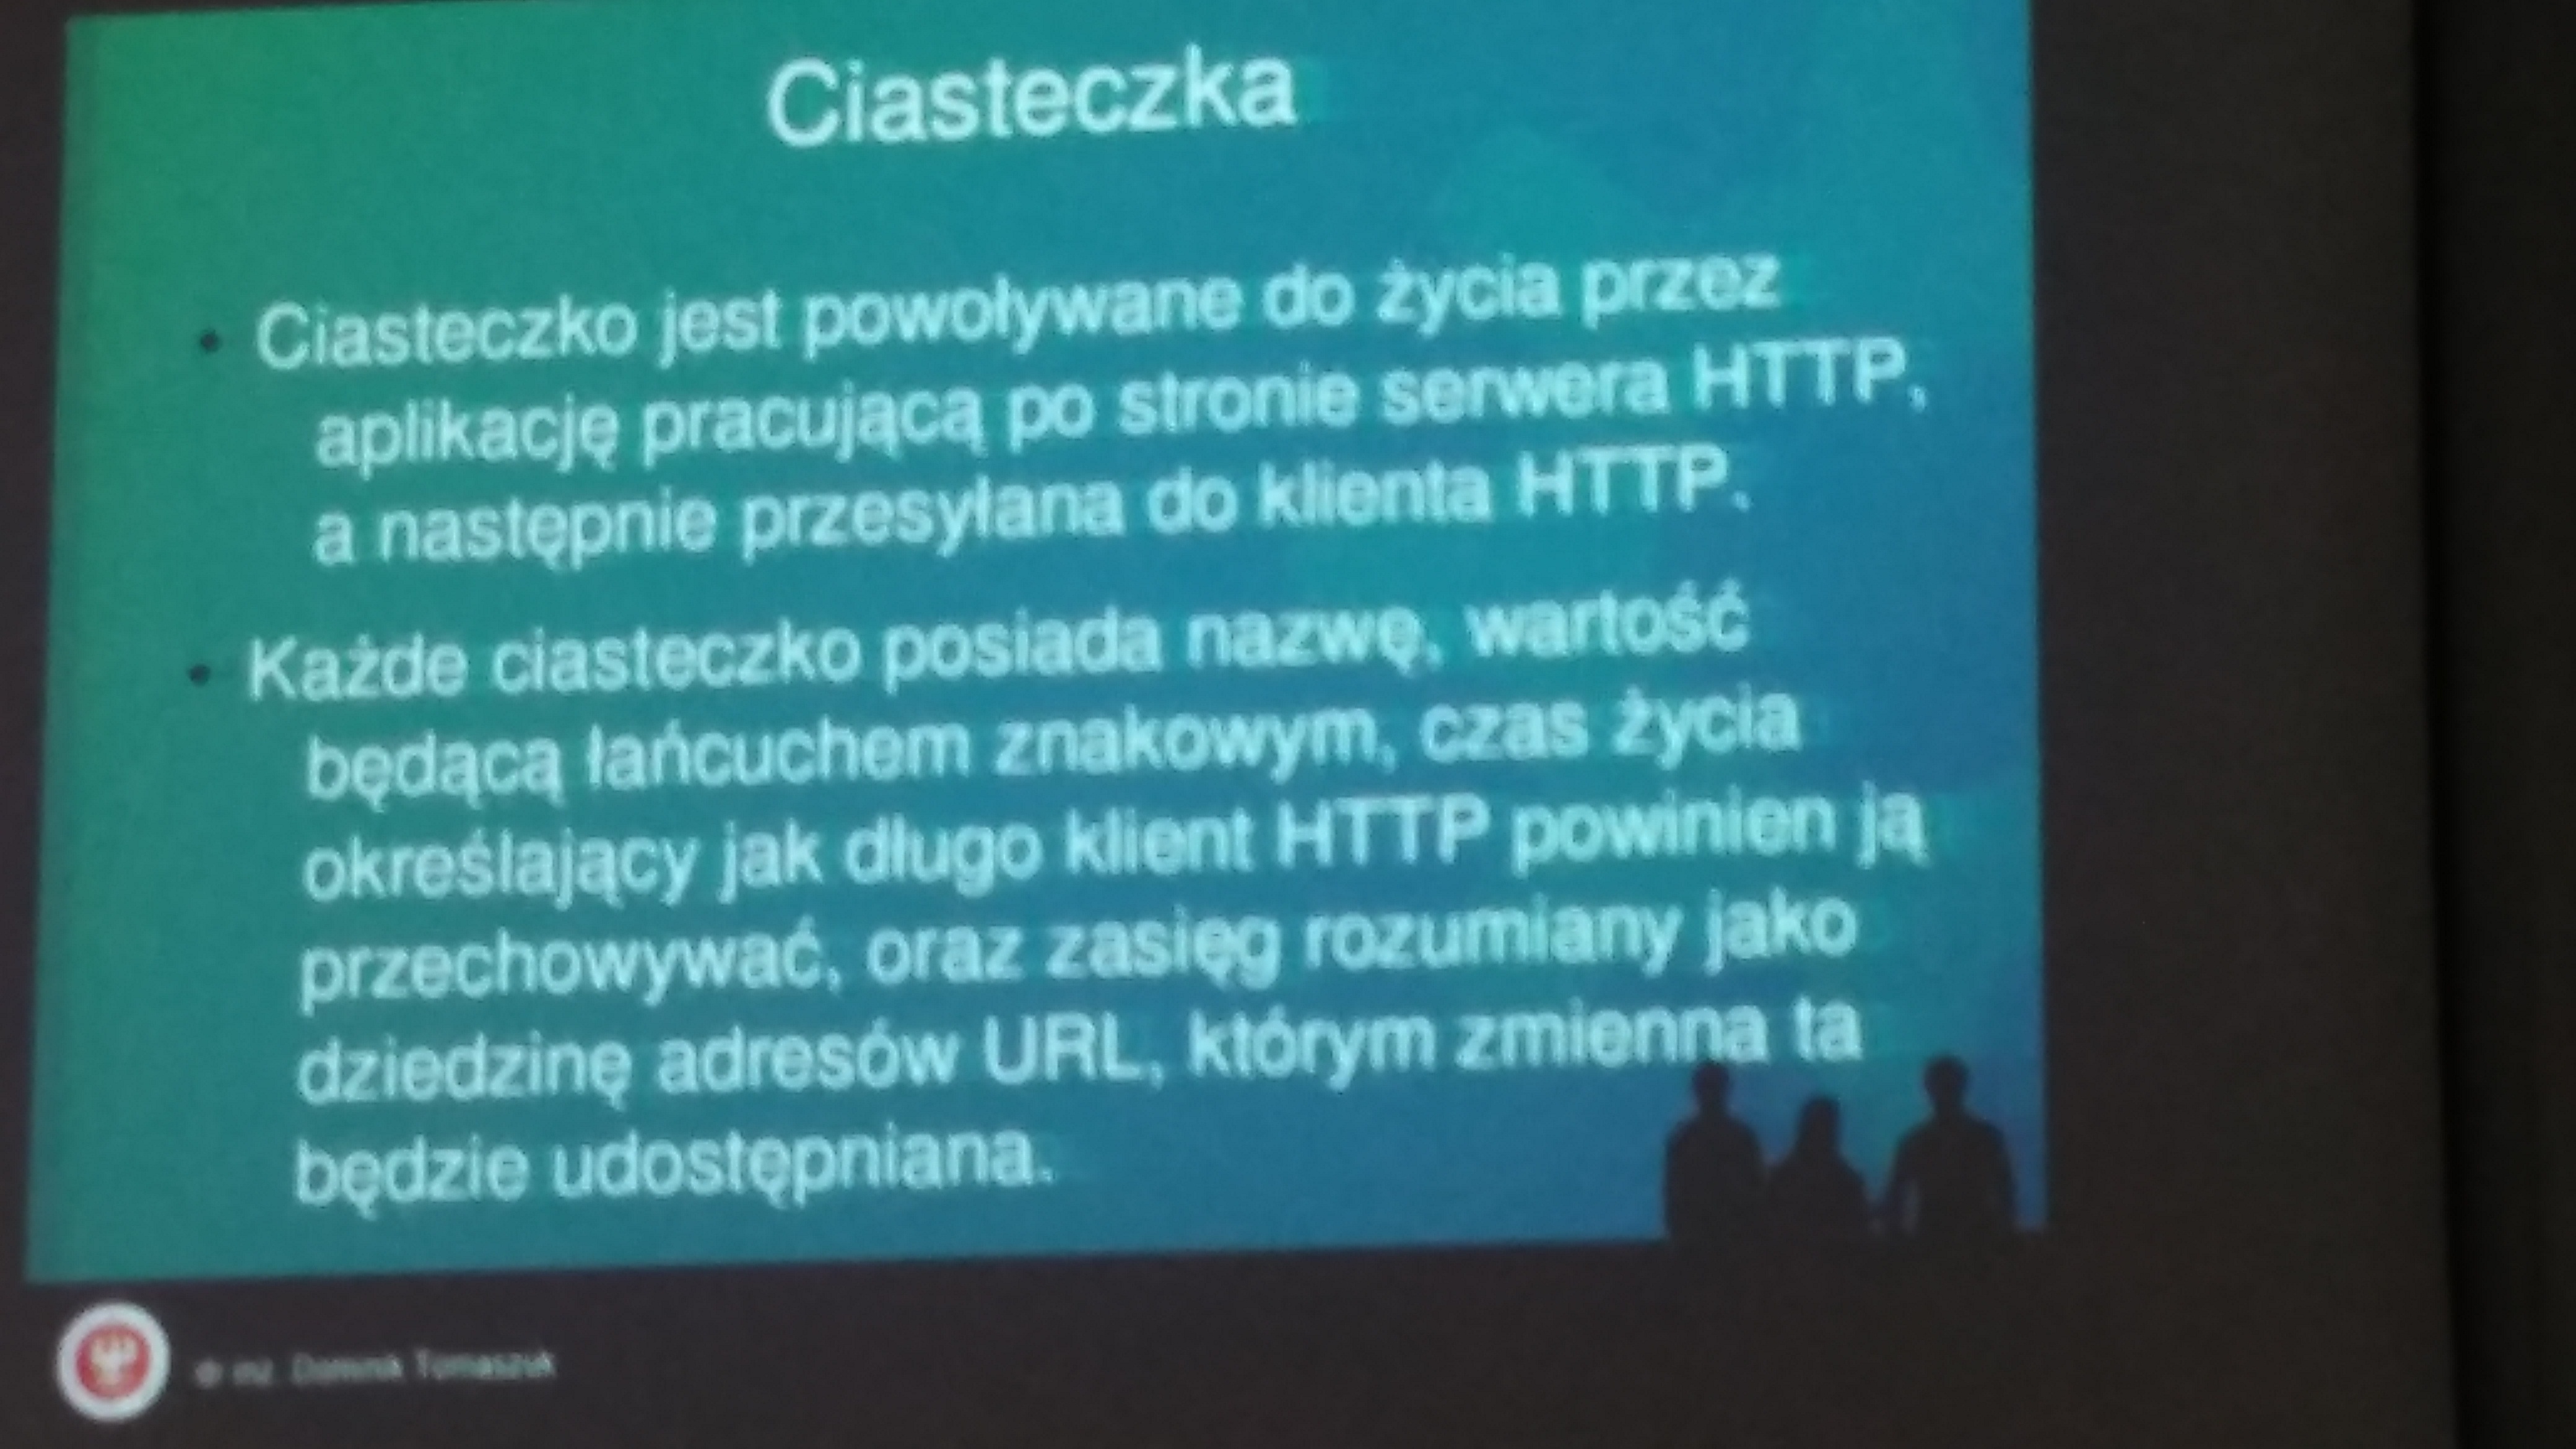 Ciasteczka
• Ciasteczko jest powoływane do życia przez
aplikację pracującą po stronie serwera HTTP,
a następnie przesyłana do klienta HTTP.
• Każde ciasteczko posiada nazwę, wartość
będącą łańcuchem znakowym, czas życia
określający jak długo klient HTTP powinien ją
przechowywać, oraz zasięg rozumiany jako
dziedzinę adresów URL, którym zmienna ta
będzie udostępniana.
inż. Dominik Tomaszuk